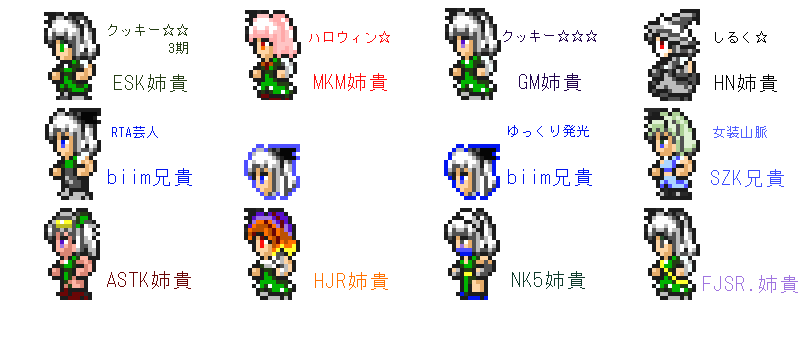 クッキー☆☆
3期
ESK姉貴
ハロウィン☆
MKM姉貴
クッキー☆☆☆
GM姉貴
しるく☆
HN姉貴
RTA芸人
biim兄貴
ゆっくり発光
biim兄貴
女装山脈
SZK兄貴
ASTK姉貴
HJR姉貴
NK5姉貴
FJSR.姉貴